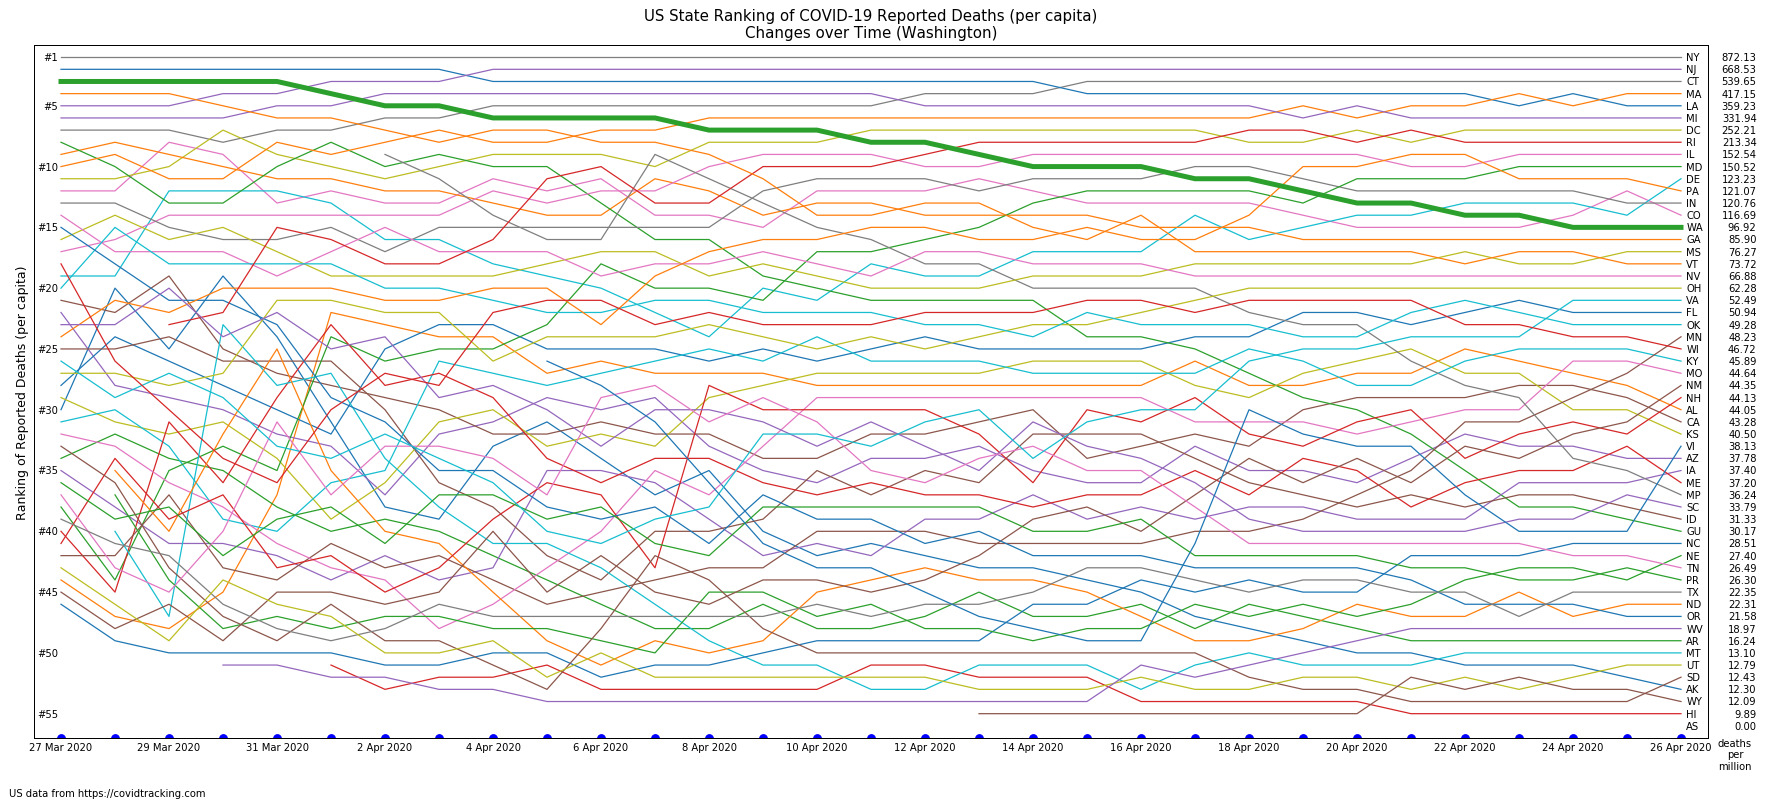 US State Ranking of COVID-19 Reported Deaths (per capita)
Changes over Time (Washington)
Ranking of Reported Deaths (per capita)
#1
#5
#10
#15
#20
#25
#30
#35
#40
#45
#50
#55
NY 872.13
NJ 668.53
CT 539.65
MA 417.15
LA 359.23
MI 331.94
DC 252.21
RI 213.34
IL 152.54
MD 150.52
DE 123.23
PA 121.07
IN 120.76
CO 116.69
WA 96.92
GA 85.90
MS 76.27
VT 73.72
NV 66.88
OH 62.28
VA 52.49
FL 50.94
OK 49.28
MN 48.23
WI 46.72
KY 45.89
MO 44.64
NM 44.35
NH 44.13
AL 44.05
CA 43.28
KS 40.50
VI 38.13
AZ 37.78
IA 37.40
ME 37.20
MP 36.24
SC 33.79
ID 31.33
GU 30.17
NC 28.51
NE 27.40
TN 26.49
PR 26.30
TX 22.35
ND 22.31
OR 21.58
WV 18.97
AR 16.24
MT 13.10
UT 12.79
SD 12.43
AK 12.30
WY 12.09
HI 9.89
AS 0.00
27 Mar 2020 29 Mar 2020 31 Mar 2020 2 Apr 2020 4 Apr 2020 6 Apr 2020 8 Apr 2020 10 Apr 2020 12 Apr 2020 14 Apr 2020 16 Apr 2020 18 Apr 2020 20 Apr 2020 22 Apr 2020 24 Apr 2020 26 Apr 2020
deaths
per
million
US data from https://covidtracking.com